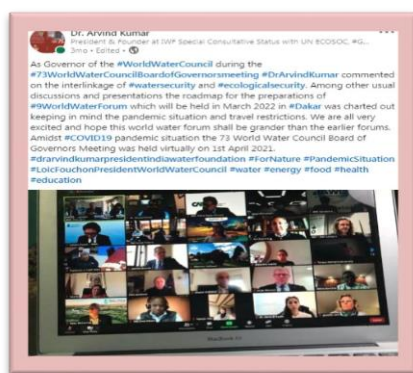 Dr. Arvind Kumar
President & Founder at IWF Special Consultative Status with UN ECOSOC, #G...
3mo • Edited •
As Governor of the #WorldWaterCouncil during the
#73WorldWaterCouncilBoardofGovernorsmeeting #DrArvindKumar commented
on the interlinkage of #watersecurity and #ecologicalsecurity. Among other usual
discussions and presentations the roadmap for the preparations of
#9WorldWaterForum which will be held in March 2022 in #Dakar was charted out
keeping in mind the pandemic situation and travel restrictions. We are all very
excited and hope this world water forum shall be grander than the earlier forums.
Amidst #COVID19 pandemic situation the 73 World Water Council Board of
Governors Meeting was held virtually on 1st April 2021.
#drarvindkumarpresidentindiawaterfoundation #ForNature #PandemicSituation
#LoicFouchonPresidentWorldWaterCouncil #water #energy #food #health
#education